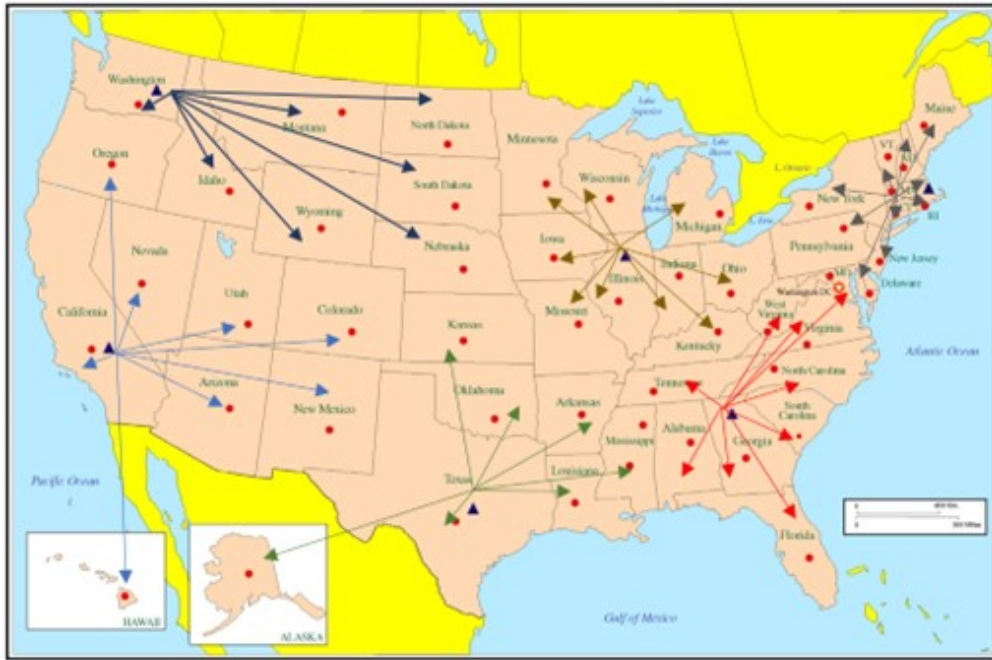 Washington
Montana
North Dakota
Minnesota
Lake
Superior
Maine
Oregon
Idaho
South Dakota
Wisconsin
Lake
Huron
L. Ontario
VT
Wyoming
Lake
Michigan
Michigan
New York
RI
Nevada
Nebraska
Iowa
L. Erie
Pennsylvania
California
Utah
Colorado
Illinois
Indiana
Ohio
New Jersey
Delaware
Washington DC
Kansas
Missouri
Kentucky
West
Virginia
Virginia
Atlantic Ocean
Arizona
New Mexico
Oklahoma
Arkansas
Tennessee
North Carolina
South
Carolina
Mississippi
Alabama
Georgia
Pacific Ocean
Texas
Louisiana
Florida
HAWAII
ALASKA
Gulf of Mexico